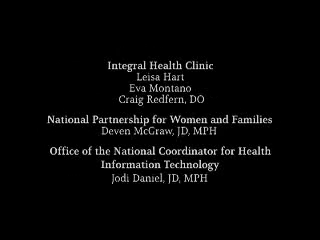 Integral Health Clinic
Leisa Hart
Eva Montano
Craig Redfern, DO
National Partnership for Women and Families
Deven McGraw, JD, MPH
Office of the National Coordinator for Health
Information Technology
Jodi Daniel, JD, MPH